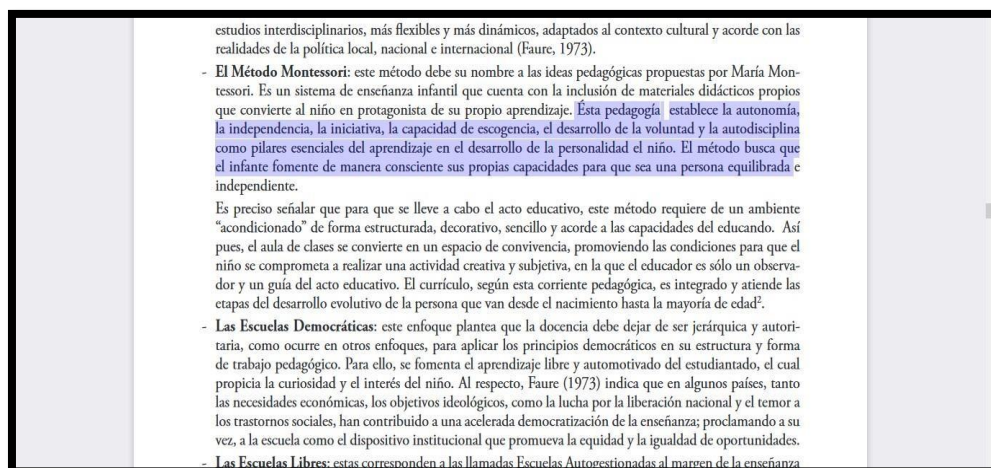 estudios interdisciplinarios, más flexibles y más dinámicos, adaptados al contexto cultural y acorde con las
realidades de la política local, nacional e internacional (Faure, 1973).
- El Método Montessori: este método debe su nombre a las ideas pedagógicas propuestas por María Mon-
tessori. Es un sistema de enseñanza infantil que cuenta con la inclusión de materiales didácticos propios
que convierte al niño en protagonista de su propio aprendizaje. Ésta pedagogía establece la autonomía,
la independencia, la iniciativa, la capacidad de escogencia, el desarrollo de la voluntad y la autodisciplina
como pilares esenciales del aprendizaje en el desarrollo de la personalidad el niño. El método busca que
el infante fomente de manera consciente sus propias capacidades para que sea una persona equilibrada e
independiente.
Es preciso señalar que para que se lleve a cabo el acto educativo, este método requiere de un ambiente
“acondicionado” de forma estructurada, decorativo, sencillo y acorde a las capacidades del educando. Así
pues, el aula de clases se convierte en un espacio de convivencia, promoviendo las condiciones para que el
niño se comprometa a realizar una actividad creativa y subjetiva, en la que el educador es sólo un observa-
dor y un guía del acto educativo. El currículo, según esta corriente pedagógica, es integrado y atiende las
etapas del desarrollo evolutivo de la persona que van desde el nacimiento hasta la mayoría de edad².
- Las Escuelas Democráticas: este enfoque plantea que la docencia debe dejar de ser jerárquica y autori-
taria, como ocurre en otros enfoques, para aplicar los principios democráticos en su estructura y forma
de trabajo pedagógico. Para ello, se fomenta el aprendizaje libre y automotivado del estudiantado, el cual
propicia la curiosidad y el interés del niño. Al respecto, Faure (1973) indica que en algunos países, tanto
las necesidades económicas, los objetivos ideológicos, como la lucha por la liberación nacional y el temor a
los trastornos sociales, han contribuido a una acelerada democratización de la enseñanza; proclamando a su
vez, a la escuela como el dispositivo institucional que promueva la equidad y la igualdad de oportunidades.
- Las Escuelas Libres: estas corresponden a las llamadas Escuelas Autogestionadas al margen de la enseñanza